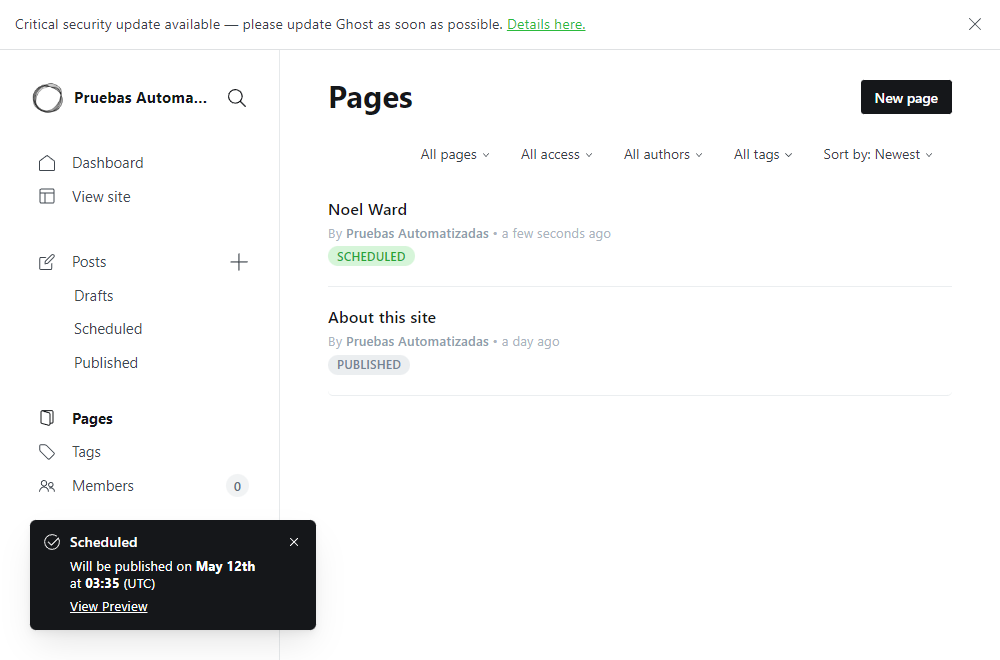 Critical security update available — please update Ghost as soon as possible. Details here.
Pruebas Automa...
Dashboard
View site
Posts
Drafts
Scheduled
Published
Pages
Tags
Members
0
Scheduled
Will be published on May 12th
at 03:35 (UTC)
View Preview
Pages
New page
All pages
All access
All authors
All tags
Sort by: Newest
Noel Ward
By Pruebas Automatizadas • a few seconds ago
SCHEDULED
About this site
By Pruebas Automatizadas • a day ago
PUBLISHED